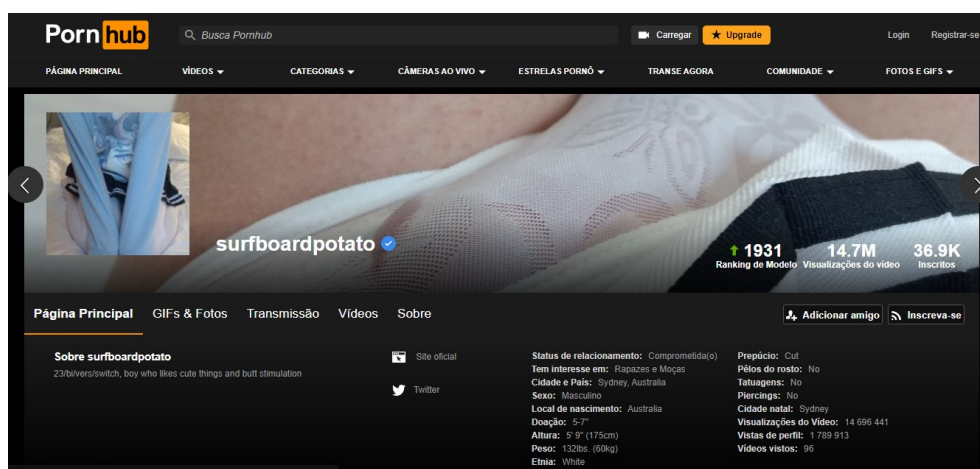 Porn hub
Busca Pornhub
Carregar
Upgrade
Login Registrar-se
PÁGINA PRINCIPAL VÍDEOS CATEGORIAS CÂMERAS AO VIVO ESTRELAS PORNÔ TRANSE AGORA COMUNIDADE FOTOS E GIFS
surfboardpotato
1931 14.7M 36.9K
Ranking de Modelo Visualizações do vídeo Inscritos
Página Principal GIFs & Fotos Transmissão Vídeos Sobre
Adicionar amigo Inscreva-se
Sobre surfboardpotato
23/bi/vers/switch, boy who likes cute things and butt stimulation
Site oficial
Twitter
Status de relacionamento: Comprometida(o)
Tem interesse em: Rapazes e Moças
Cidade e País: Sydney, Australia
Sexo: Masculino
Local de nascimento: Australia
Doação: 5-7"
Altura: 5' 9" (175cm)
Peso: 132lbs. (60kg)
Etnia: White
Prepúcio: Cut
Pêlos do rosto: No
Tatuagens: No
Piercings: No
Cidade natal: Sydney
Visualizações do Vídeo: 14 696 441
Vistas de perfil: 1 789 913
Vídeos vistos: 96